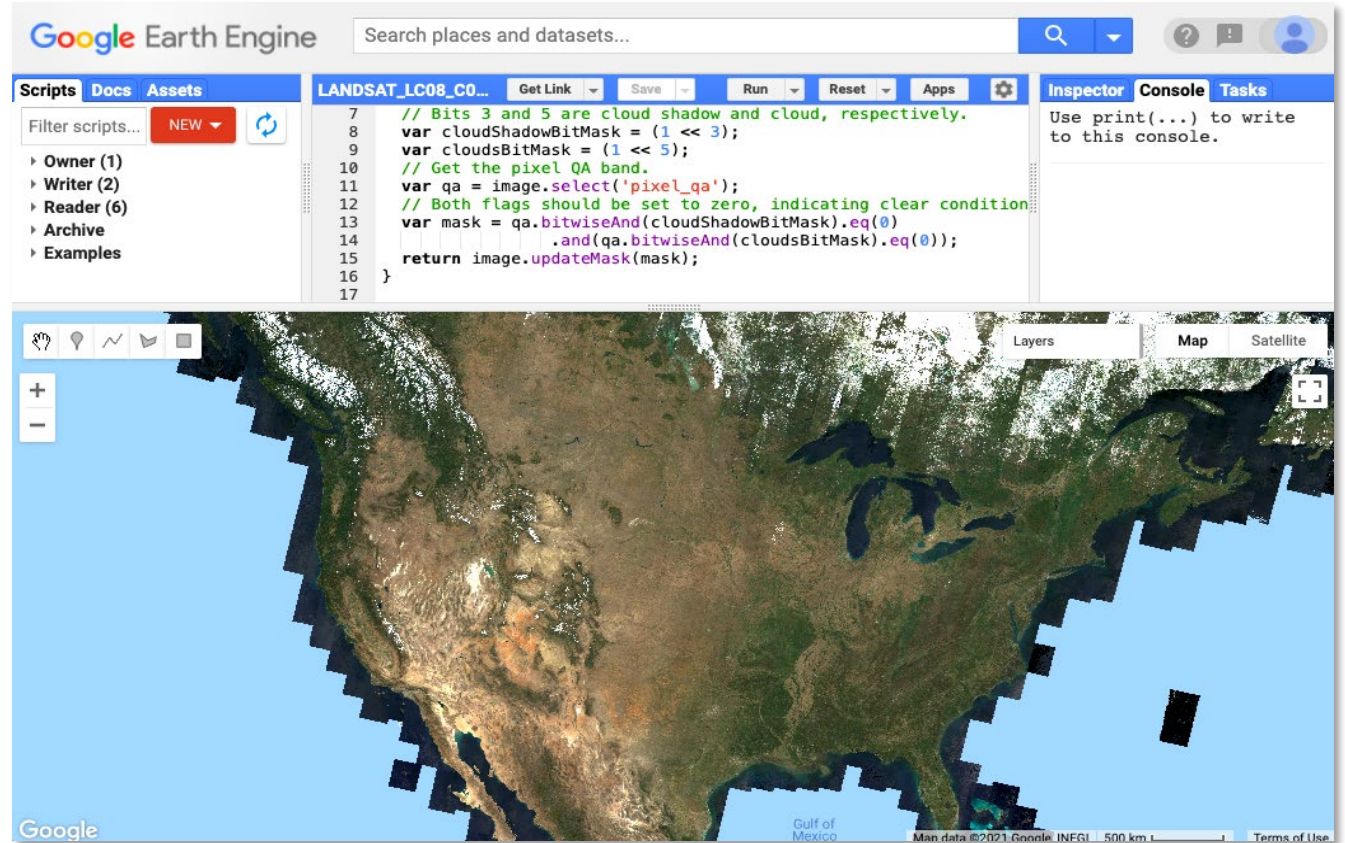 Google Earth Engine
Search places and datasets...
Scripts Docs Assets
Filter scripts... NEW
Owner (1)
Writer (2)
Reader (6)
Archive
Examples
LANDSAT_LC08_C0... Get Link Save Run Reset Apps
7 // Bits 3 and 5 are cloud shadow and cloud, respectively.
8 var cloudShadowBitMask = (1 << 3);
9 var cloudsBitMask = (1 << 5);
10 // Get the pixel QA band.
11 var qa = image.select('pixel_qa');
12 // Both flags should be set to zero, indicating clear condition
13 var mask = qa.bitwiseAnd(cloudShadowBitMask).eq(0)
14 .and(qa.bitwiseAnd(cloudsBitMask).eq(0));
15 return image.updateMask(mask);
16 }
17
Inspector Console Tasks
Use print(...) to write
to this console.
Layers
Map Satellite
Gulf of
Mexico
Google
Map data ©2021 Google, INEGI 500 km Terms of Use